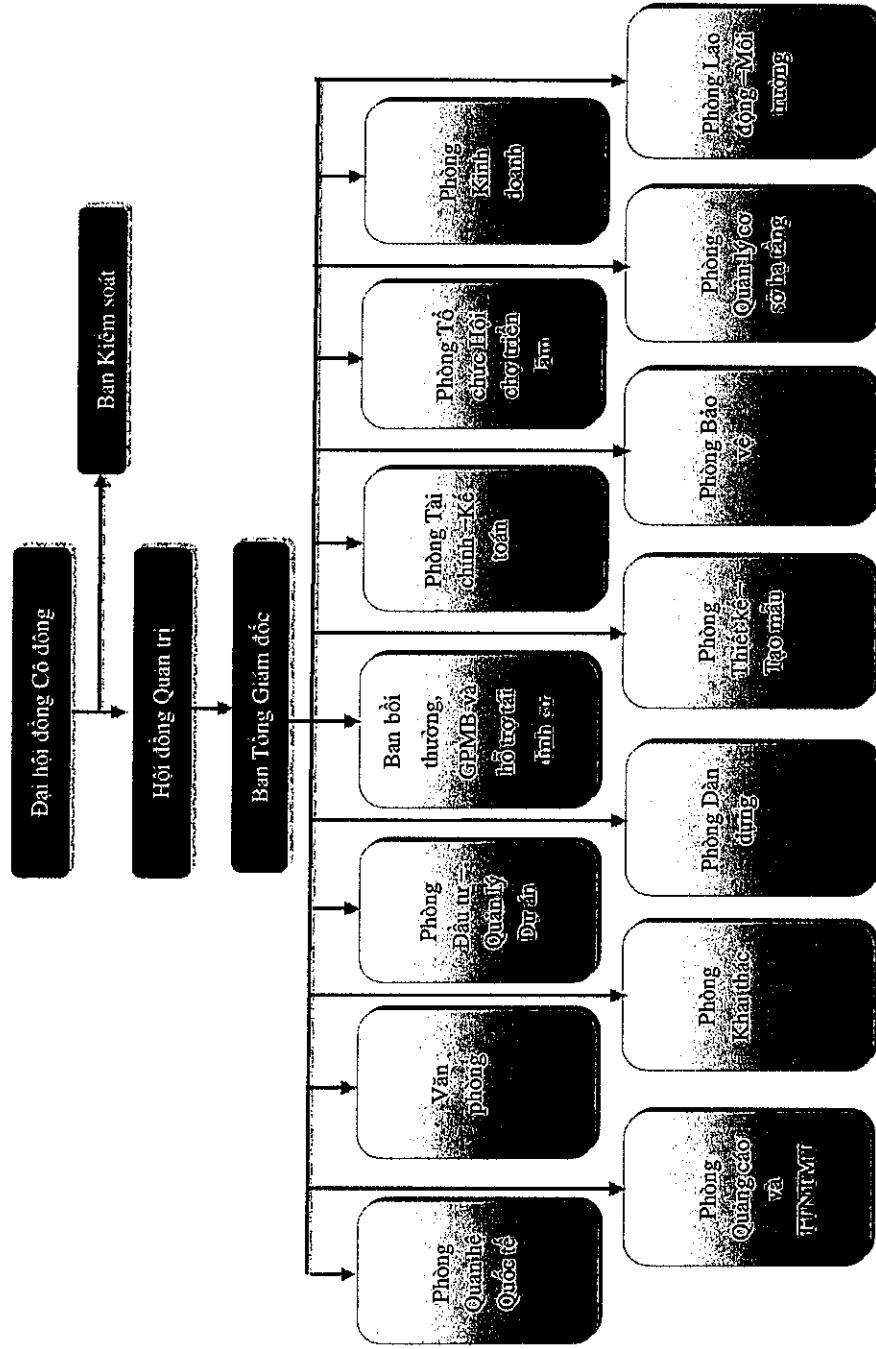 Đại hội đồng Cổ đông
Ban Kiểm soát
Hội đồng Quản trị
Ban Tổng Giám đốc
Phòng
Quan hệ
Quốc tế
Văn
phòng
Phòng
Đầu tư –
Quản lý
Dự án
Ban bồi
thường,
GPMB và
hỗ trợ tái
định cư
Phòng Tài
chính –Kế
toán
Phòng Tổ
chức Hội
chợ triển
lãm
Phòng
Kinh
doanh
Phòng
Quảng cáo
và
TTNTMT
Phòng
Khai thác
Phòng Dàn
dựng
Phòng
Thiết kế –
Tạo mẫu
Phòng Bảo
vệ
Phòng
Quản lý cơ
sở hạ tầng
Phòng Lao
động –Môi
trường